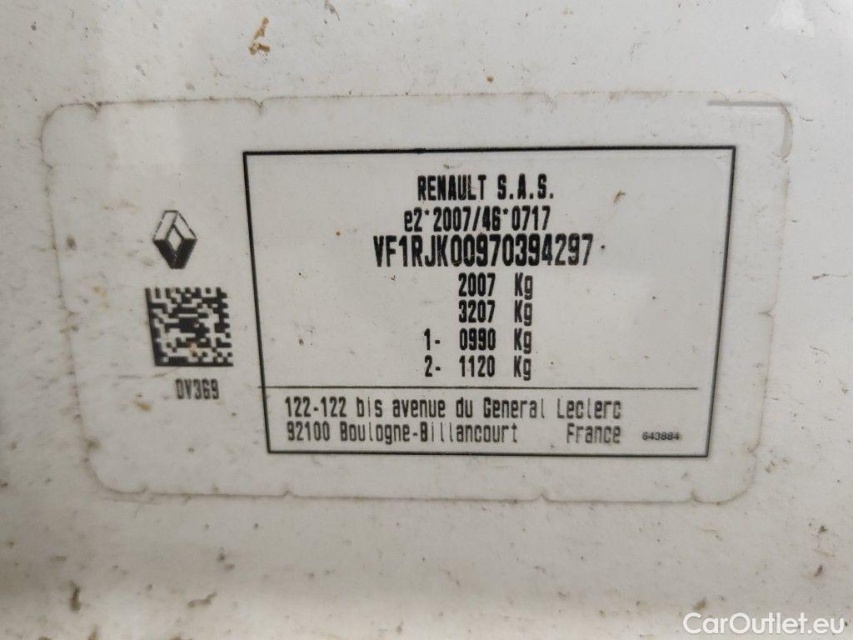 RENAULT S.A.S.
e2*2007/46*0717
VF1RJK00970394297
2007 Kg
3207 Kg
1- 0990 Kg
2- 1120 Kg
DV369
122-122 bis avenue du General Leclerc
92100 Boulogne-Billancourt France 643884
CarOutlet.eu